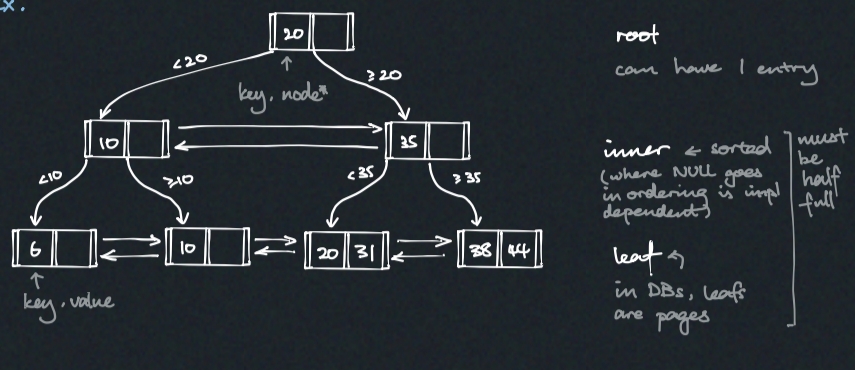 x.
20
<20
≥20
key, node*
10
35
<10
≥10
<35
≥35
6
10
20 31
38 44
key, value
root
can have 1 entry
inner ← sorted
(where NULL goes
in ordering is impl
dependent)
leaf
in DBs, leafs
are pages
must
be
half
full